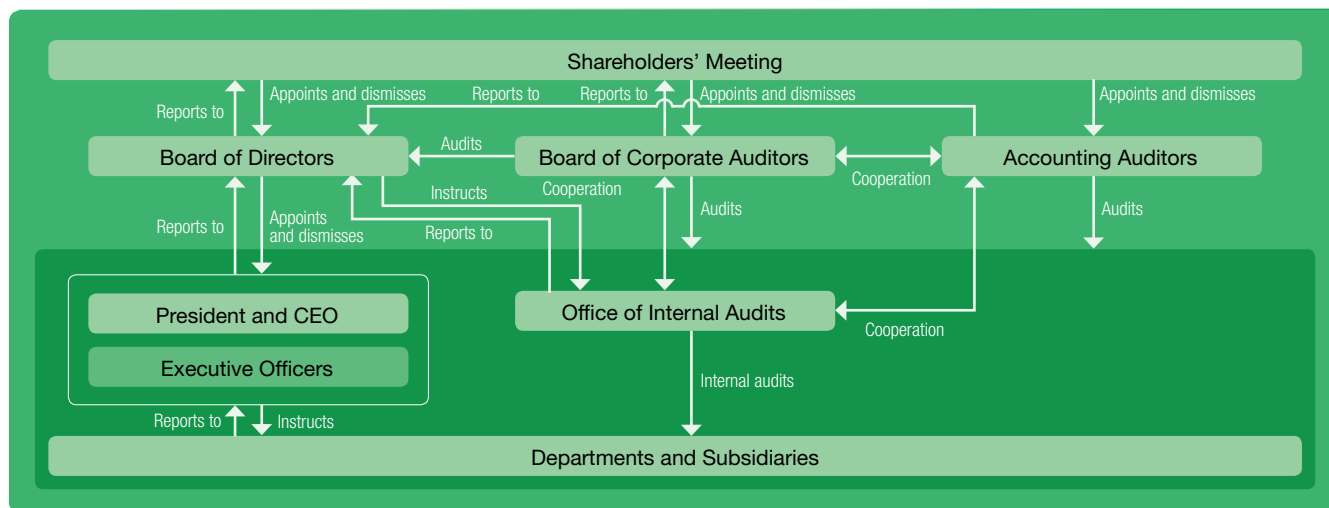 Shareholders' Meeting
Reports to
Appoints and dismisses
Reports to
Reports to
Appoints and dismisses
Appoints and dismisses
Board of Directors
Audits
Board of Corporate Auditors
Cooperation
Accounting Auditors
Reports to
Appoints
and dismisses
Instructs
Reports to
Cooperation
Audits
Audits
President and CEO
Executive Officers
Office of Internal Audits
Cooperation
Internal audits
Reports to
Instructs
Departments and Subsidiaries